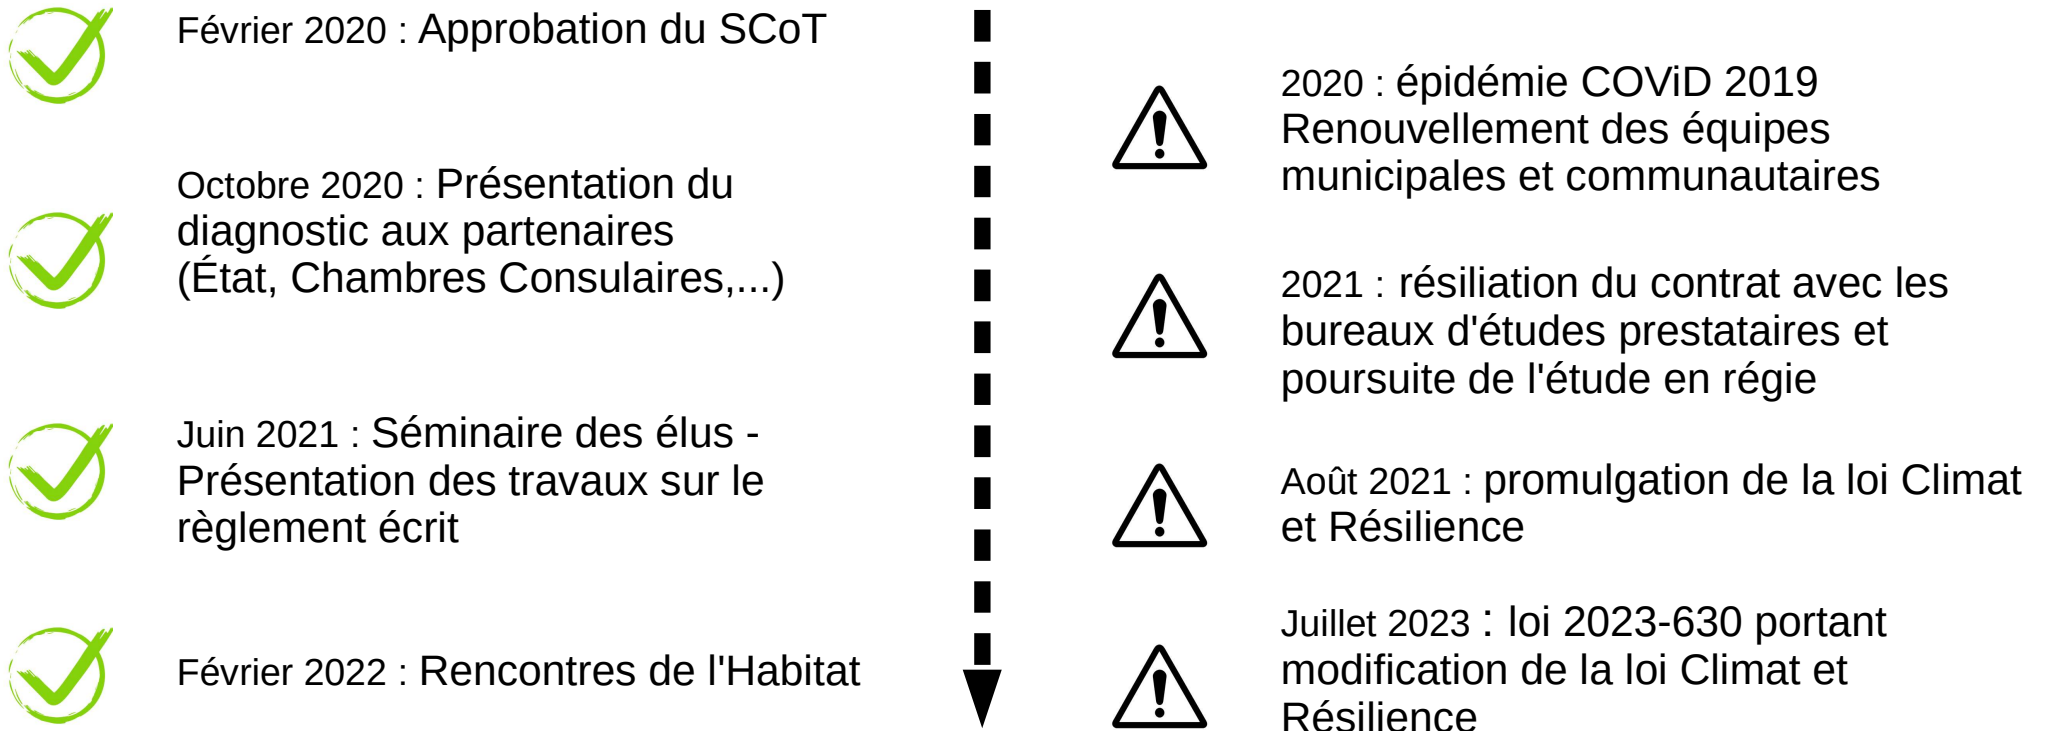 Février 2020 : Approbation du SCoT
Octobre 2020 : Présentation du
diagnostic aux partenaires
(État, Chambres Consulaires,...)
Juin 2021 : Séminaire des élus -
Présentation des travaux sur le
règlement écrit
Février 2022 : Rencontres de l'Habitat
2020 : épidémie COViD 2019
Renouvellement des équipes
municipales et communautaires
2021 : résiliation du contrat avec les
bureaux d'études prestataires et
poursuite de l'étude en régie
Août 2021 : promulgation de la loi Climat
et Résilience
Juillet 2023 : loi 2023-630 portant
modification de la loi Climat et
Résilience